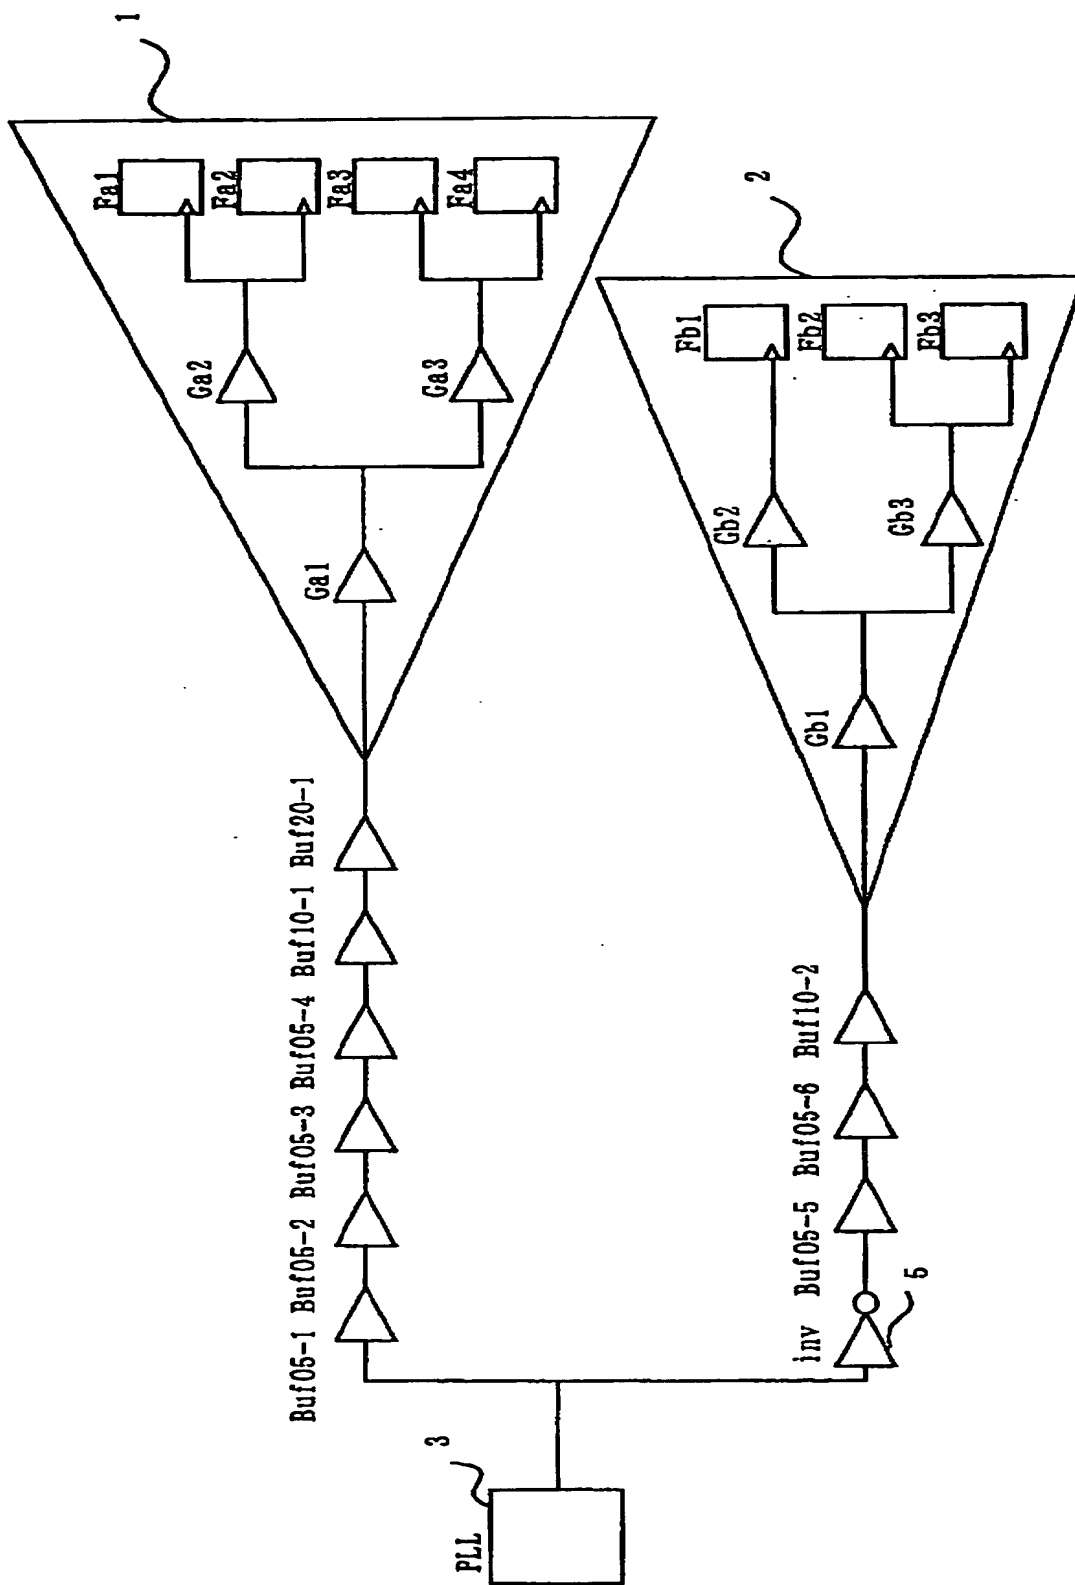 1
Fa1
Ga2
Fa2
Ga1
Buf05-1 Buf05-2 Buf05-3 Buf05-4 Buf10-1 Buf20-1
Fa3
Ga3
Fa4
3
PLL
2
Fb1
Gb2
Fb2
inv Buf05-5 Buf05-6 Buf10-2
Gb1
Gb3
Fb3
5